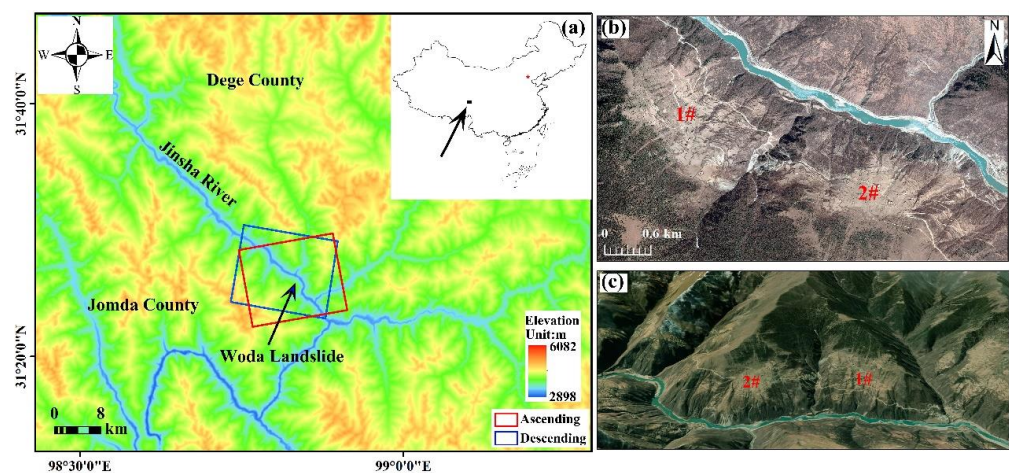 (a)
N
W E
S
Dege County
31°40'0"N
Jinsha River
Jomda County
31°20'0"N
Woda Landslide
Elevation
Unit:m
6082
2898
0 8
km
Ascending
Descending
98°30'0"E
99°0'0"E
(b)
N
1#
2#
0 0.6 km
(c)
2#
1#